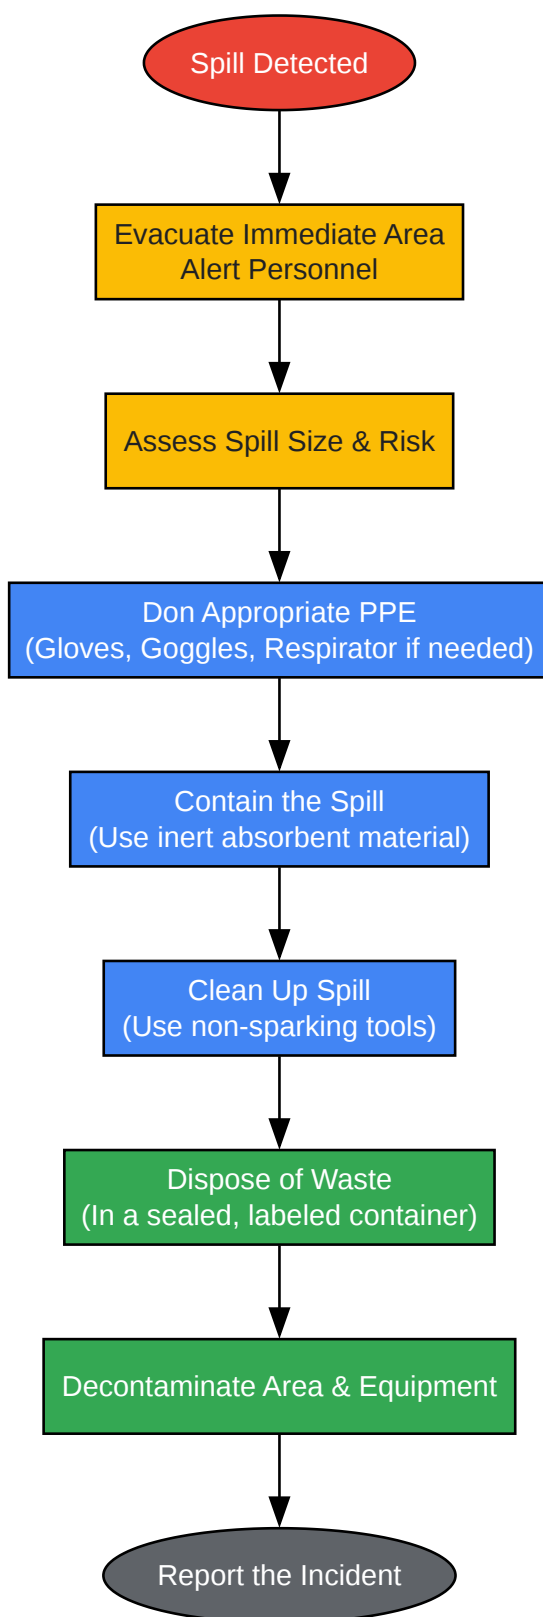 Spill Detected
Evacuate Immediate Area
Alert Personnel
Assess Spill Size & Risk
Don Appropriate PPE
(Gloves, Goggles, Respirator if needed)
Contain the Spill
(Use inert absorbent material)
Clean Up Spill
(Use non-sparking tools)
Dispose of Waste
(In a sealed, labeled container)
Decontaminate Area & Equipment
Report the Incident